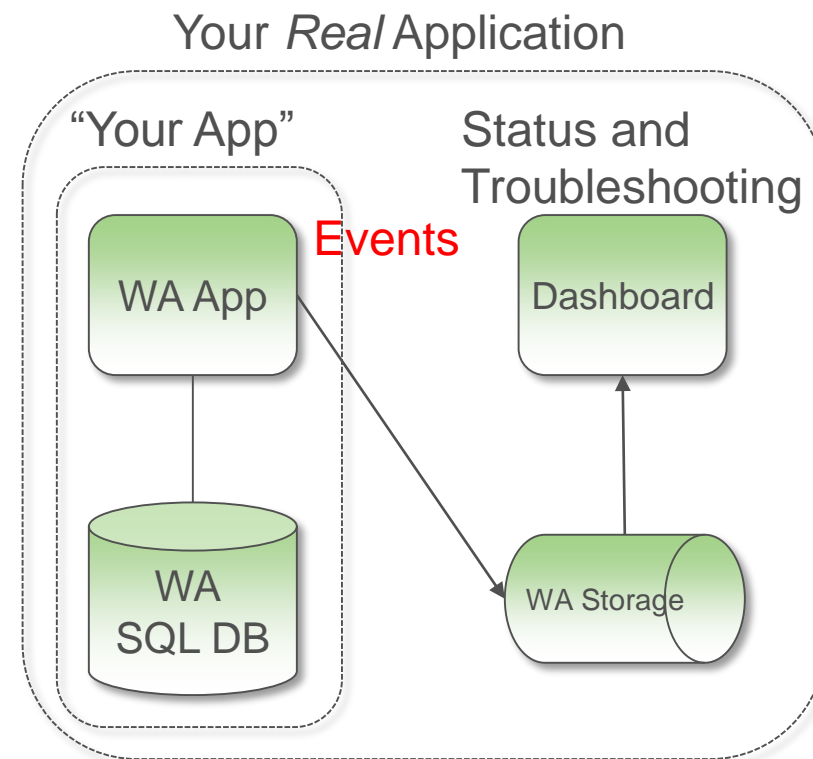 Your Real Application
“Your App”
Status and
Troubleshooting
Events
WA App
Dashboard
WA
SQL DB
WA Storage